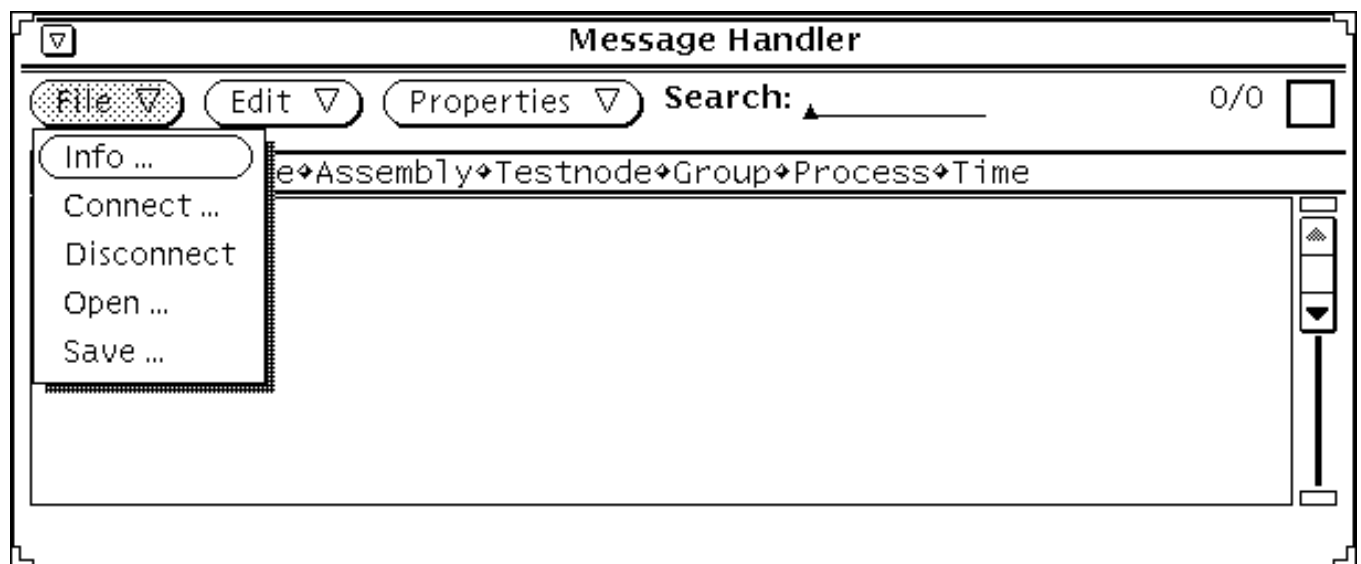 Message Handler
File Edit Properties Search: 0/0
Info ...
e◆Assembly◆Testnode◆Group◆Process◆Time
Connect ...
Disconnect
Open ...
Save ...